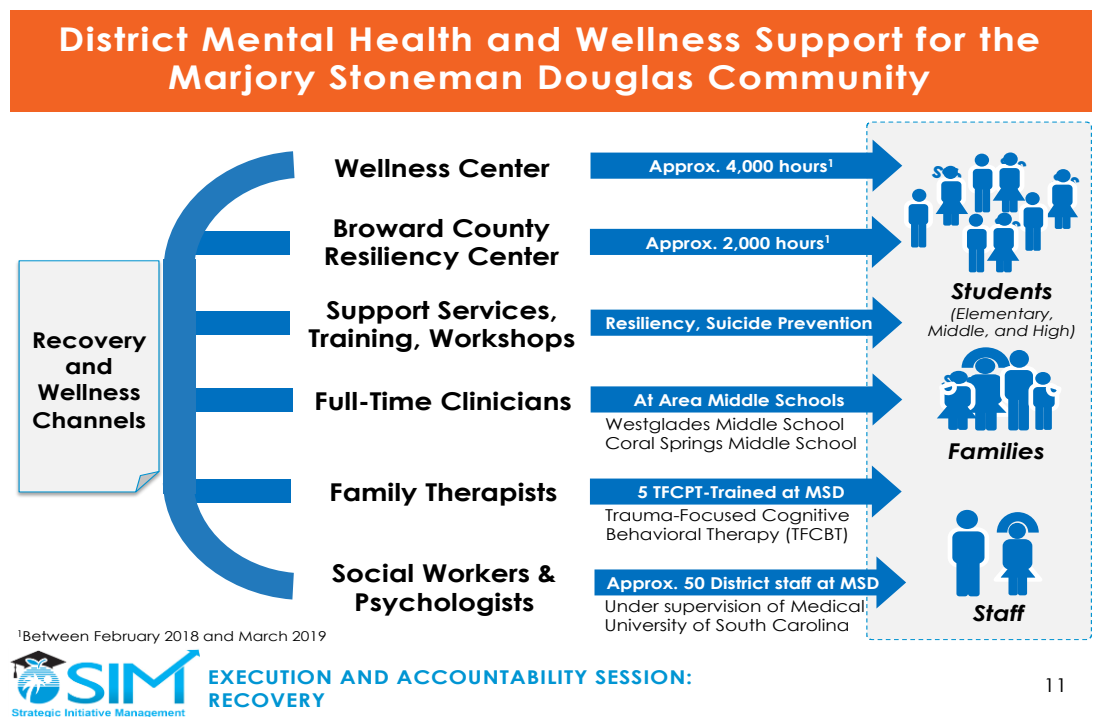 District Mental Health and Wellness Support for the
Marjory Stoneman Douglas Community
Recovery
and
Wellness
Channels
Wellness Center
Approx. 4,000 hours¹
Broward County
Resiliency Center
Approx. 2,000 hours¹
Support Services,
Training, Workshops
Resiliency, Suicide Prevention
Full-Time Clinicians
At Area Middle Schools
Westglades Middle School
Coral Springs Middle School
Family Therapists
5 TFCPT-Trained at MSD
Trauma-Focused Cognitive
Behavioral Therapy (TFCBT)
Social Workers &
Psychologists
Approx. 50 District staff at MSD
Under supervision of Medical
University of South Carolina
Students
(Elementary,
Middle, and High)
Families
Staff
¹Between February 2018 and March 2019
SIM
Strategic Initiative Management
EXECUTION AND ACCOUNTABILITY SESSION:
RECOVERY
11